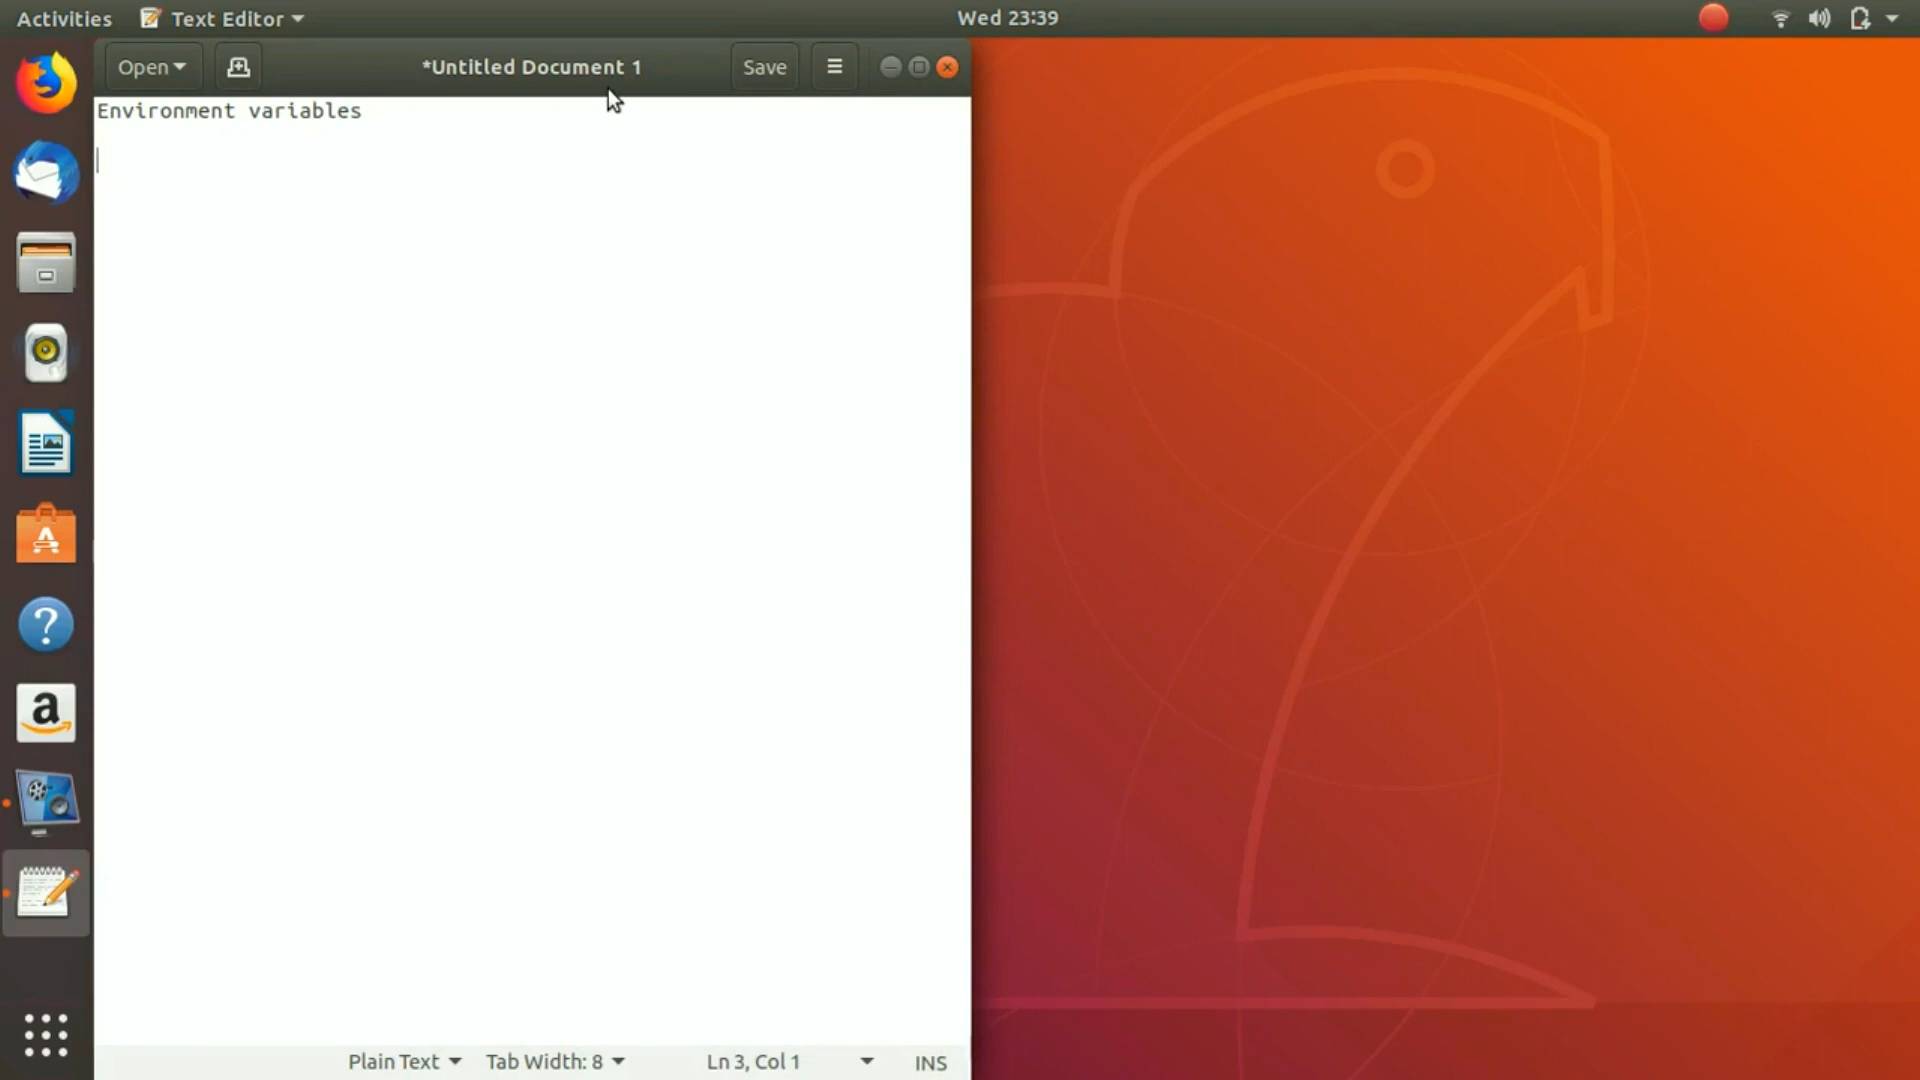 Activities Text Editor Wed 23:39
Open *Untitled Document 1 Save
Environment variables
a
Plain Text Tab Width: 8 Ln 3, Col 1 INS